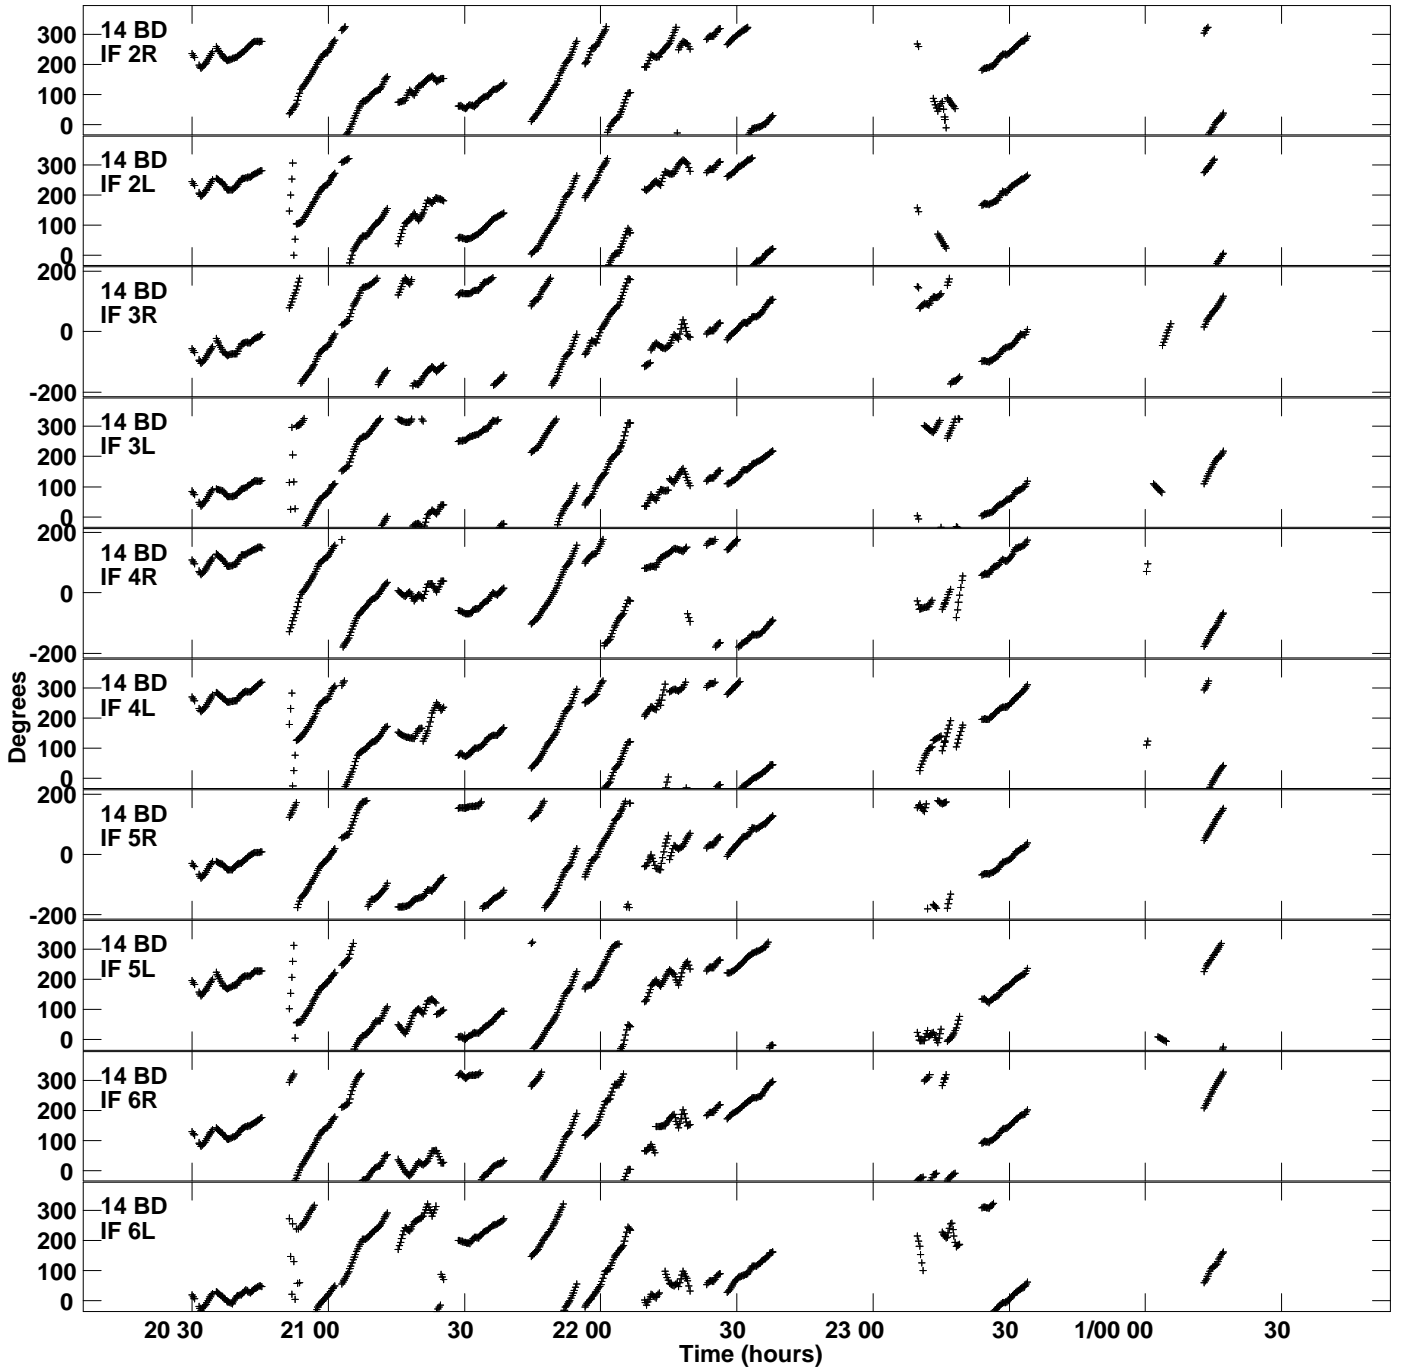 14 BD
IF 2R
300
200
100
0
14 BD
IF 2L
300
200
100
0
14 BD
IF 3R
200
0
-200
14 BD
IF 3L
300
200
100
0
14 BD
IF 4R
200
0
-200
14 BD
IF 4L
300
200
100
0
Degrees
14 BD
IF 5R
200
0
-200
14 BD
IF 5L
300
200
100
0
14 BD
IF 6R
300
200
100
0
14 BD
IF 6L
300
200
100
0
20 30 21 00 30 22 00 30 23 00 30 1/00 00 30
Time (hours)